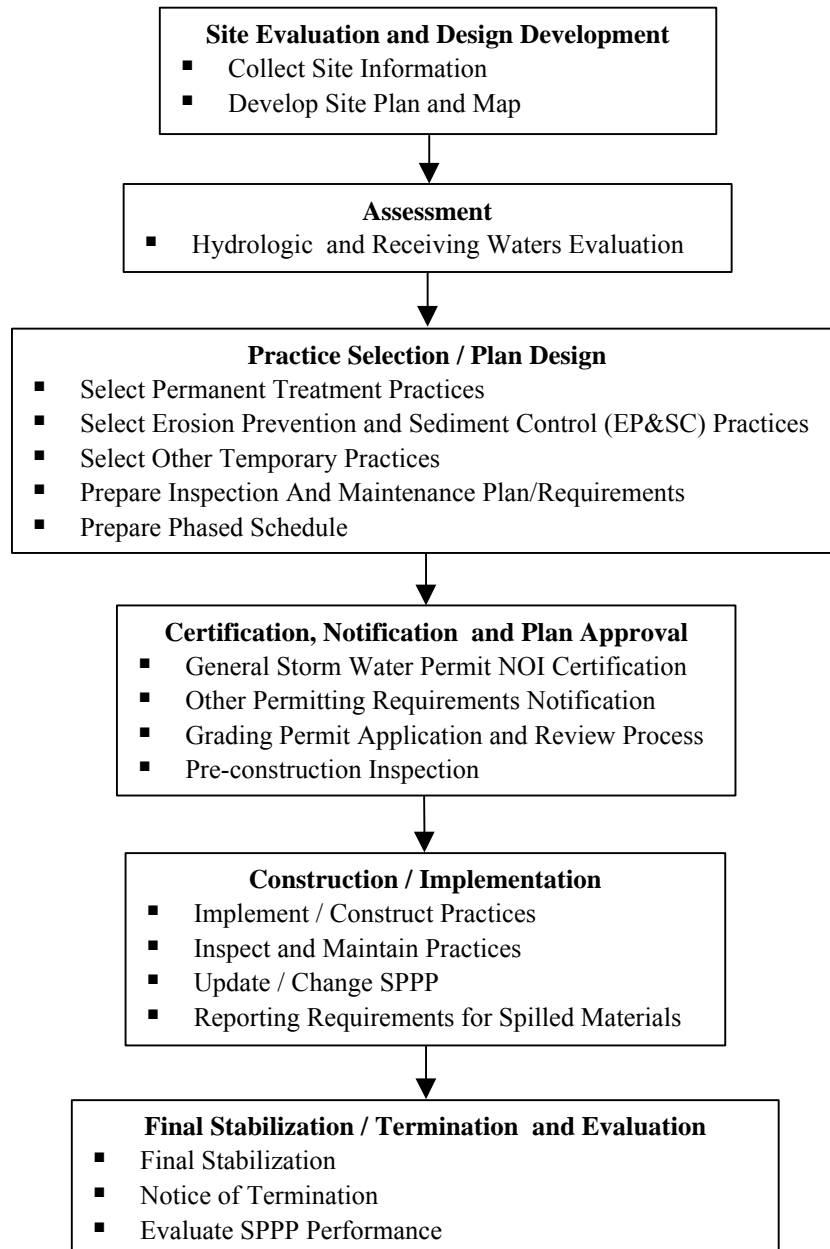 Site Evaluation and Design Development
▪ Collect Site Information
▪ Develop Site Plan and Map
Assessment
▪ Hydrologic and Receiving Waters Evaluation
Practice Selection / Plan Design
▪ Select Permanent Treatment Practices
▪ Select Erosion Prevention and Sediment Control (EP&SC) Practices
▪ Select Other Temporary Practices
▪ Prepare Inspection And Maintenance Plan/Requirements
▪ Prepare Phased Schedule
Certification, Notification and Plan Approval
▪ General Storm Water Permit NOI Certification
▪ Other Permitting Requirements Notification
▪ Grading Permit Application and Review Process
▪ Pre-construction Inspection
Construction / Implementation
▪ Implement / Construct Practices
▪ Inspect and Maintain Practices
▪ Update / Change SPPP
▪ Reporting Requirements for Spilled Materials
Final Stabilization / Termination and Evaluation
▪ Final Stabilization
▪ Notice of Termination
▪ Evaluate SPPP Performance